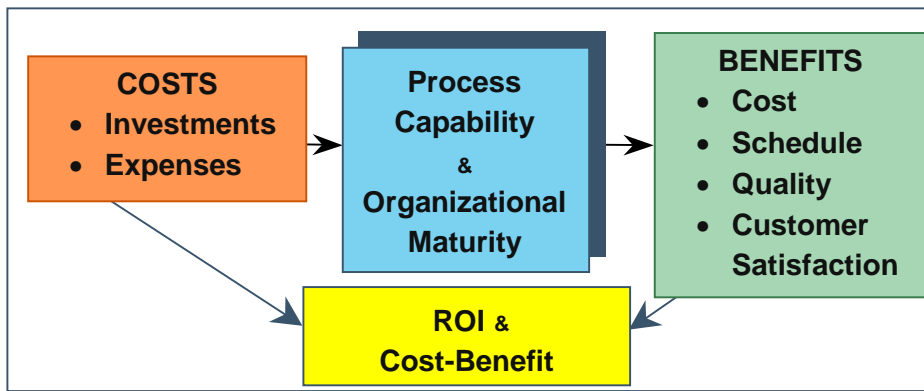 COSTS
• Investments
• Expenses
Process
Capability
&
Organizational
Maturity
BENEFITS
• Cost
• Schedule
• Quality
• Customer
Satisfaction
ROI &
Cost-Benefit